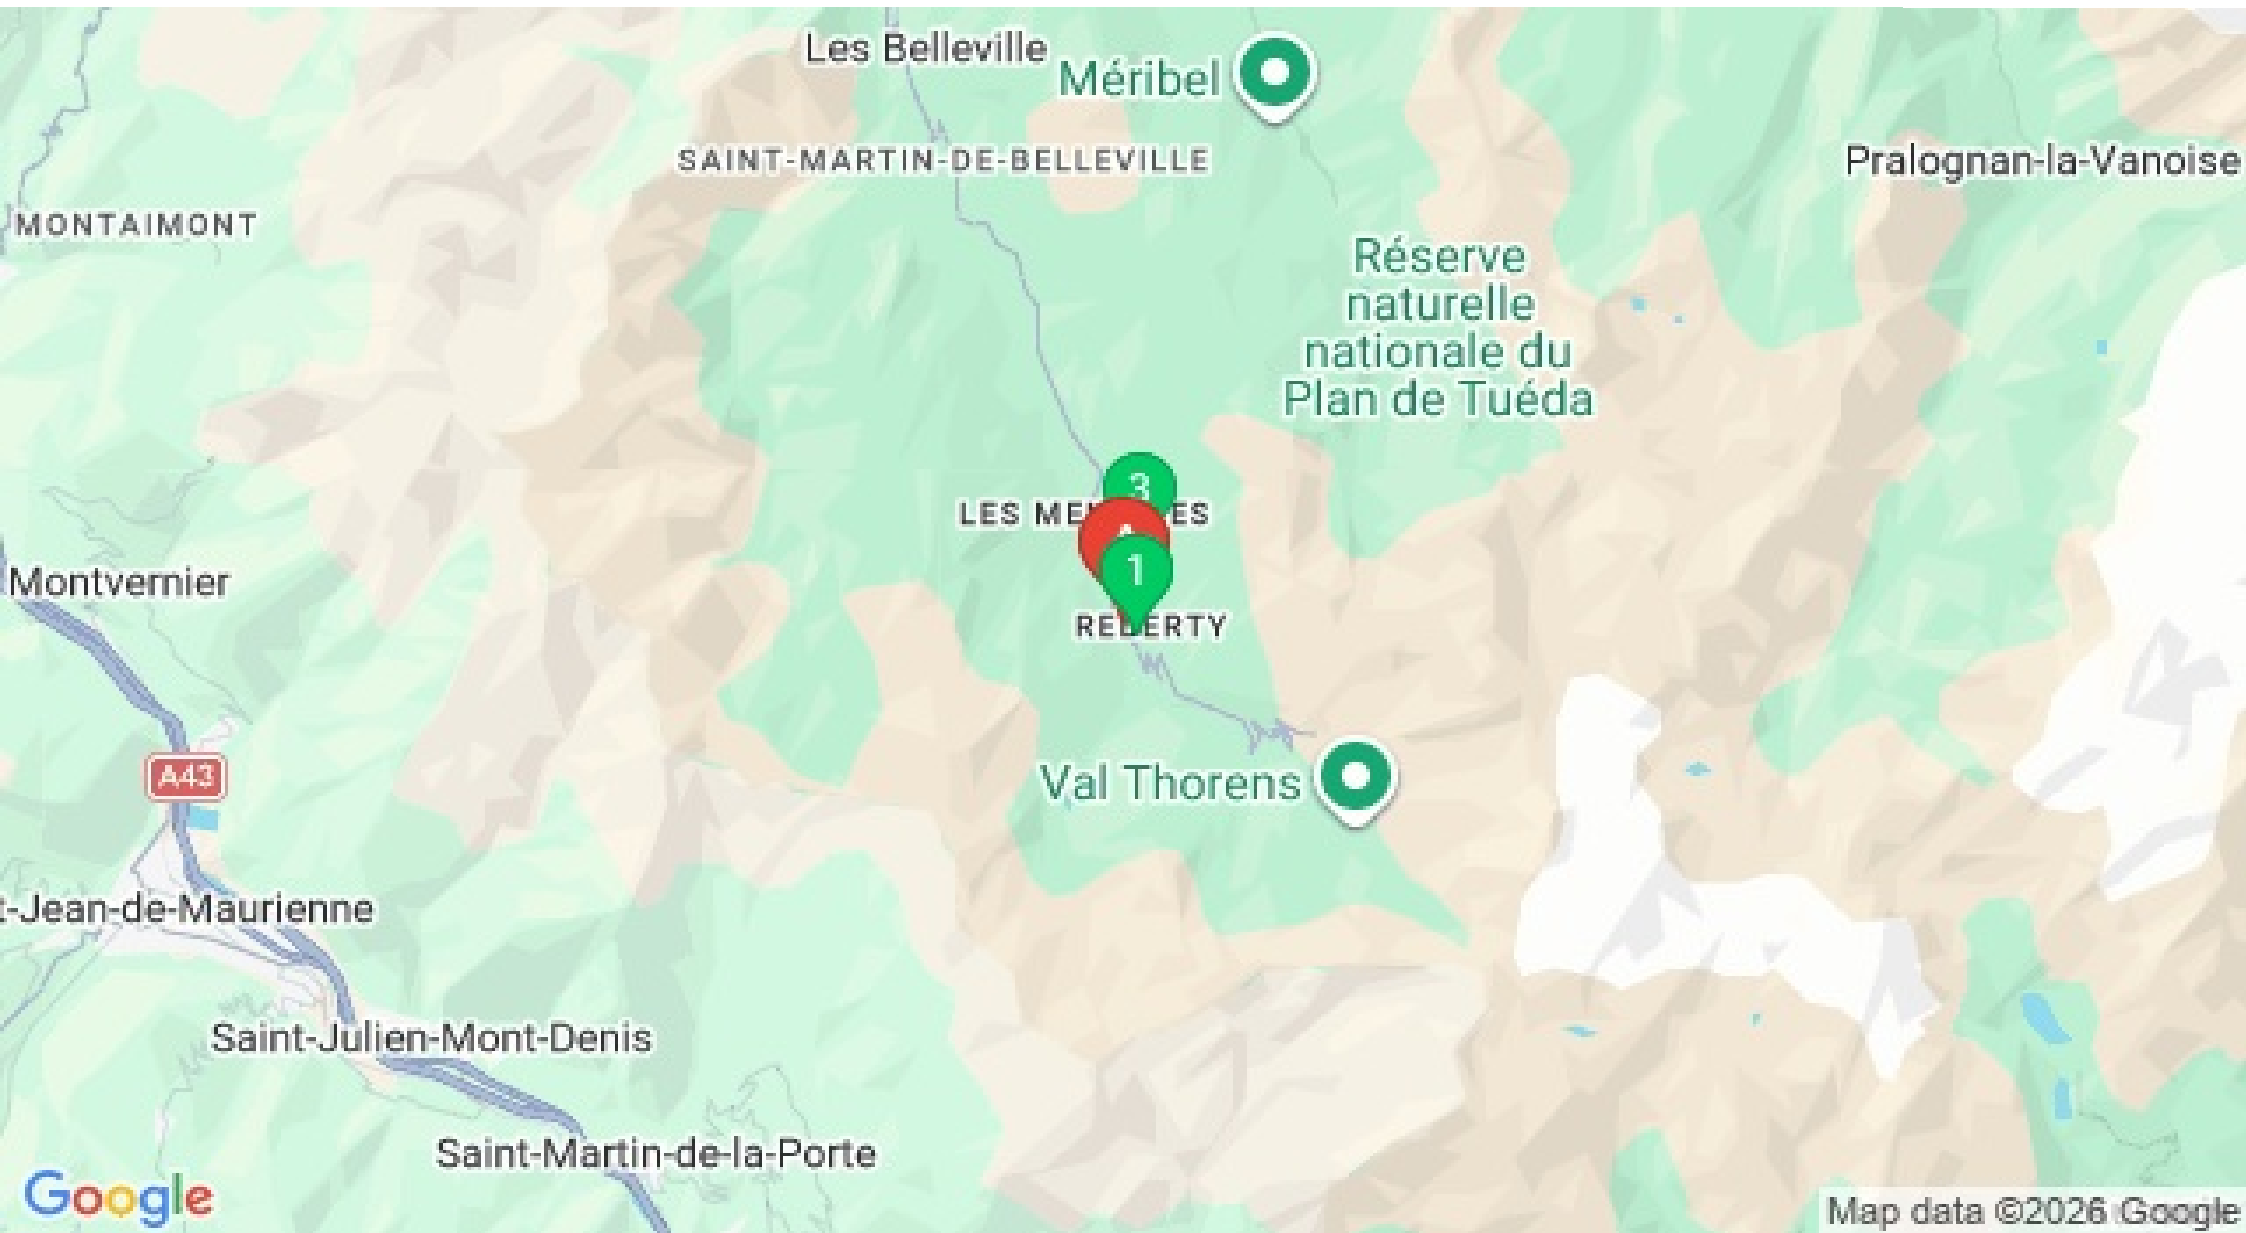 Les Belleville
Méribel
SAINT-MARTIN-DE-BELLEVILLE
Pralognan-la-Vanoise
MONTAIMONT
Réserve
naturelle
nationale du
Plan de Tuéda
3
LES
1
Montvernier
Val Thorens
A43
t-Jean-de-Maurienne
Saint-Julien-Mont-Denis
Saint-Martin-de-la-Porte
Google
Map data ©2026 Google